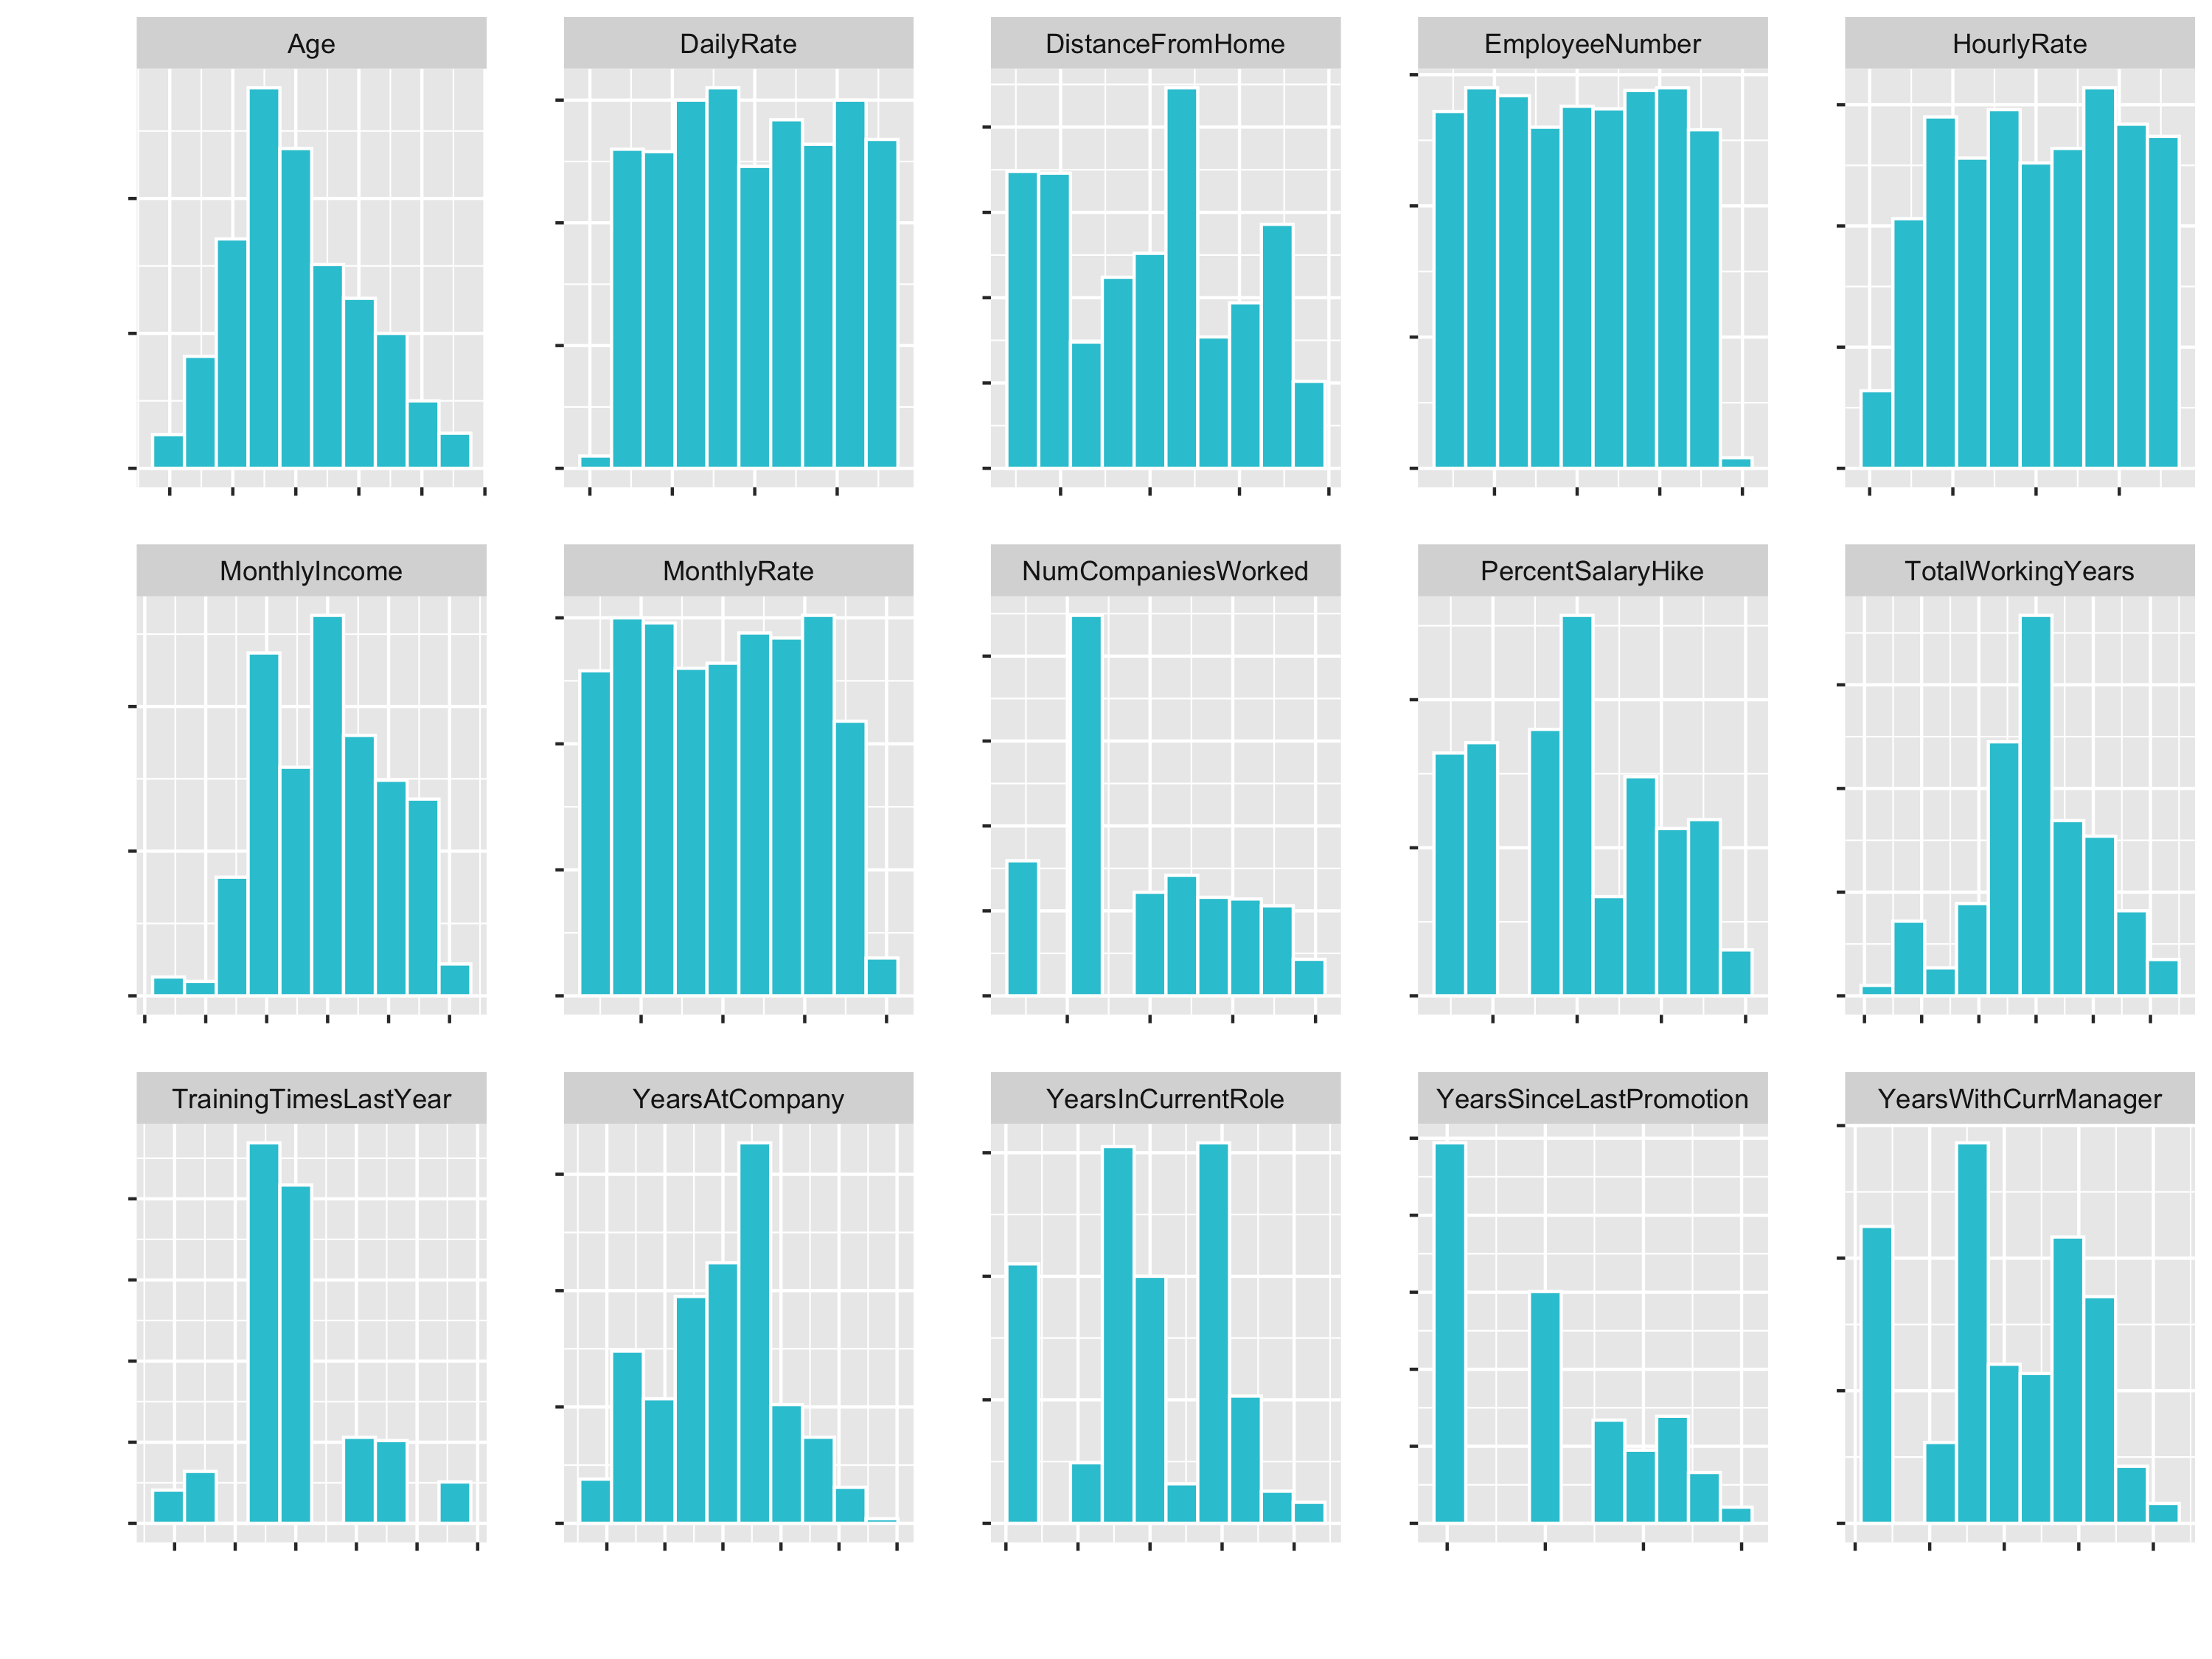 Age
DailyRate
DistanceFromHome
EmployeeNumber
HourlyRate
MonthlyIncome
MonthlyRate
NumCompaniesWorked
PercentSalaryHike
TotalWorkingYears
TrainingTimesLastYear
YearsAtCompany
YearsInCurrentRole
YearsSinceLastPromotion
YearsWithCurrManager